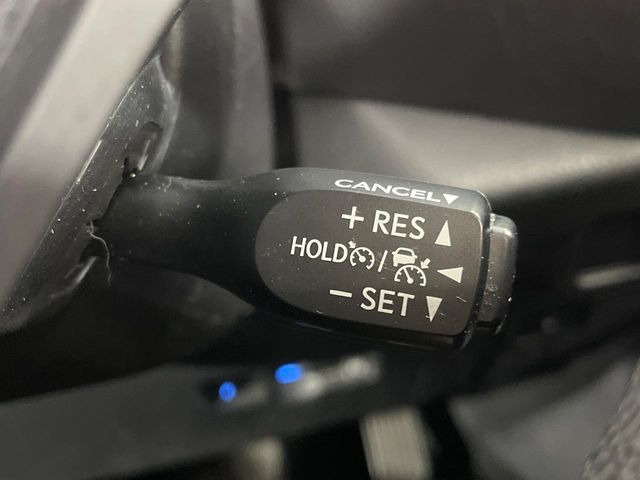 CANCEL▼
+ RES ▲
HOLD / ◀
− SET ▼